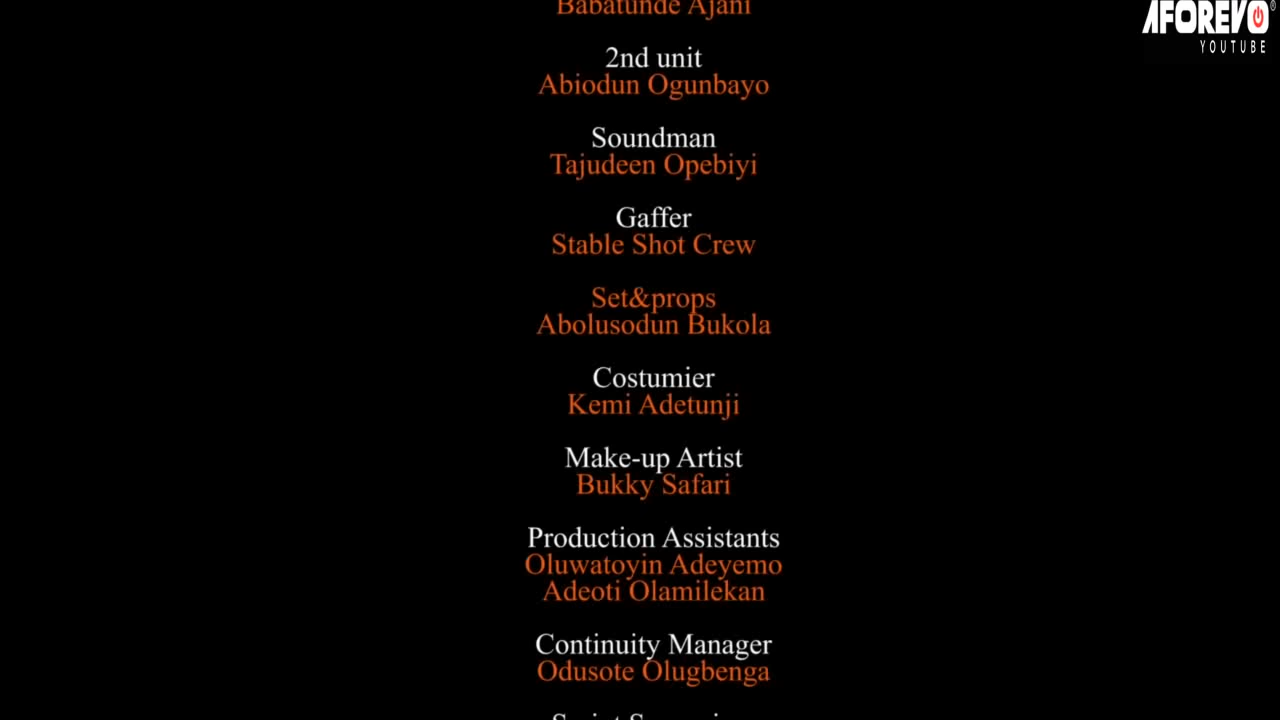 Babatunde Ajani
AFOREVO®
YOUTUBE
2nd unit
Abiodun Ogunbayo
Soundman
Tajudeen Opebiyi
Gaffer
Stable Shot Crew
Set&props
Abolusodun Bukola
Costumier
Kemi Adetunji
Make-up Artist
Bukky Safari
Production Assistants
Oluwatoyin Adeyemo
Adeoti Olamilekan
Continuity Manager
Odusote Olugbenga